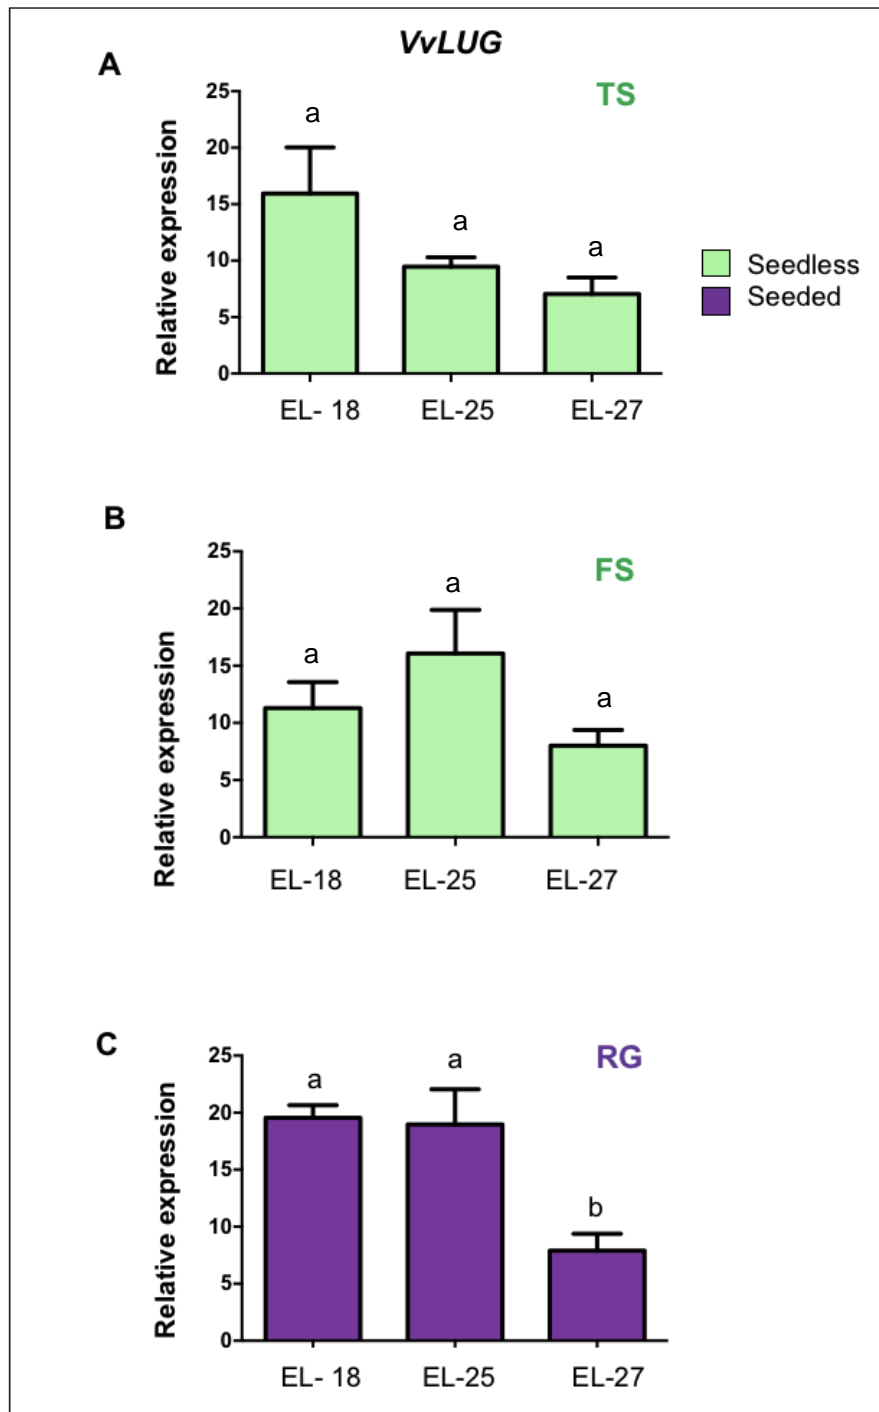 VvLUG
A
TS
Relative expression
25
20
15
10
5
0
a
a
a
EL- 18
EL-25
EL-27
Seedless
Seeded
B
FS
Relative expression
25
20
15
10
5
0
a
a
a
EL-18
EL-25
EL-27
C
RG
Relative expression
25
20
15
10
5
0
a
a
b
EL- 18
EL-25
EL-27